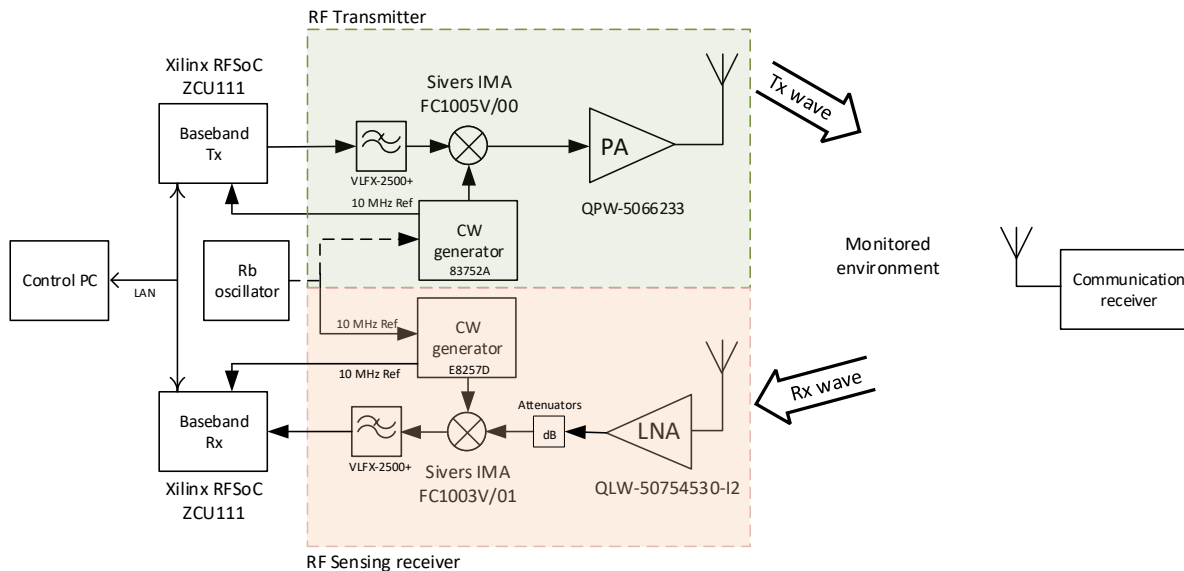 RF Transmitter
Xilinx RFSoC
ZCU111
Baseband
Tx
Sivers IMA
FC1005V/00
VLFX-2500+
PA
QPW-5066233
Tx wave
10 MHz Ref
CW
generator
83752A
Control PC
LAN
Rb
oscillator
Monitored
environment
Communication
receiver
10 MHz Ref
CW
generator
E8257D
10 MHz Ref
Rx wave
Baseband
Rx
Xilinx RFSoC
ZCU111
VLFX-2500+
Sivers IMA
FC1003V/01
Attenuators
dB
LNA
QLW-50754530-I2
RF Sensing receiver